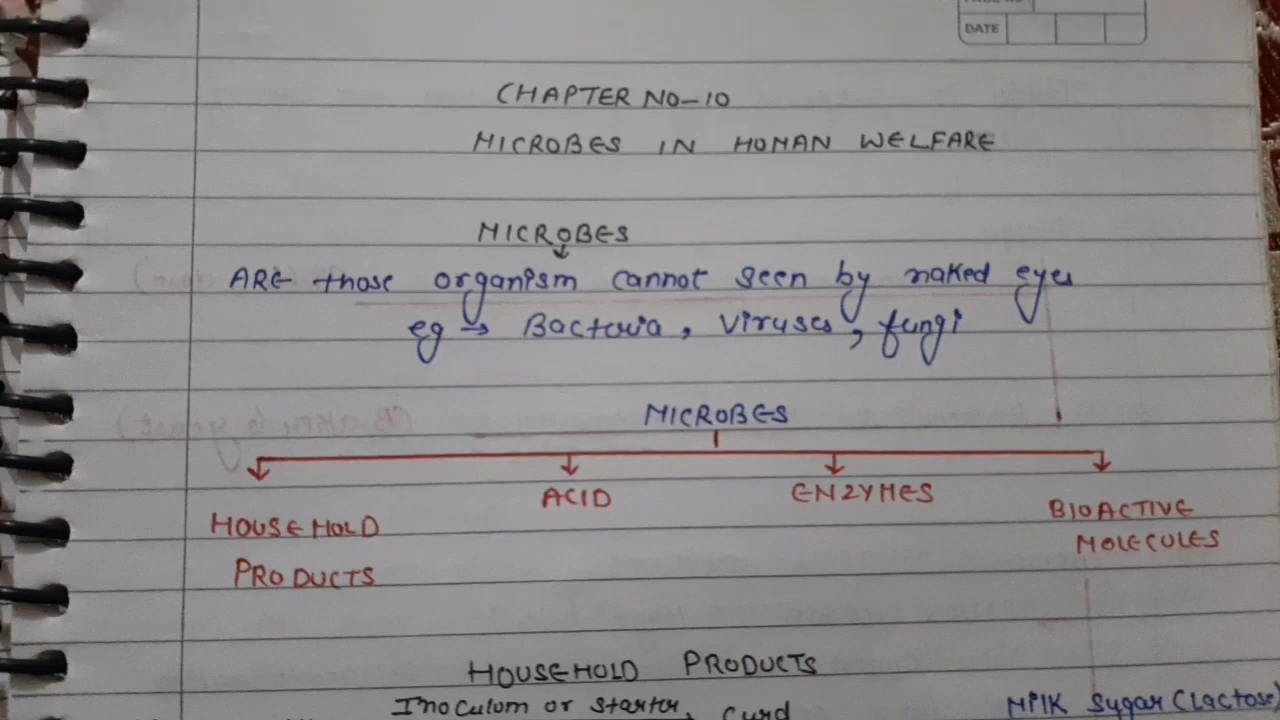 DATE
CHAPTER NO-10
MICROBES IN HUMAN WELFARE
MICROBES
ARE those organism cannot seen by naked eyes
eg → Bacteria, Viruses, fungi
MICROBES
HOUSEHOLD PRODUCTS
ACID
ENZYMES
BIOACTIVE MOLECULES
HOUSEHOLD PRODUCTS
Inoculum or starter, curd
Milk Sugar (Lactose)